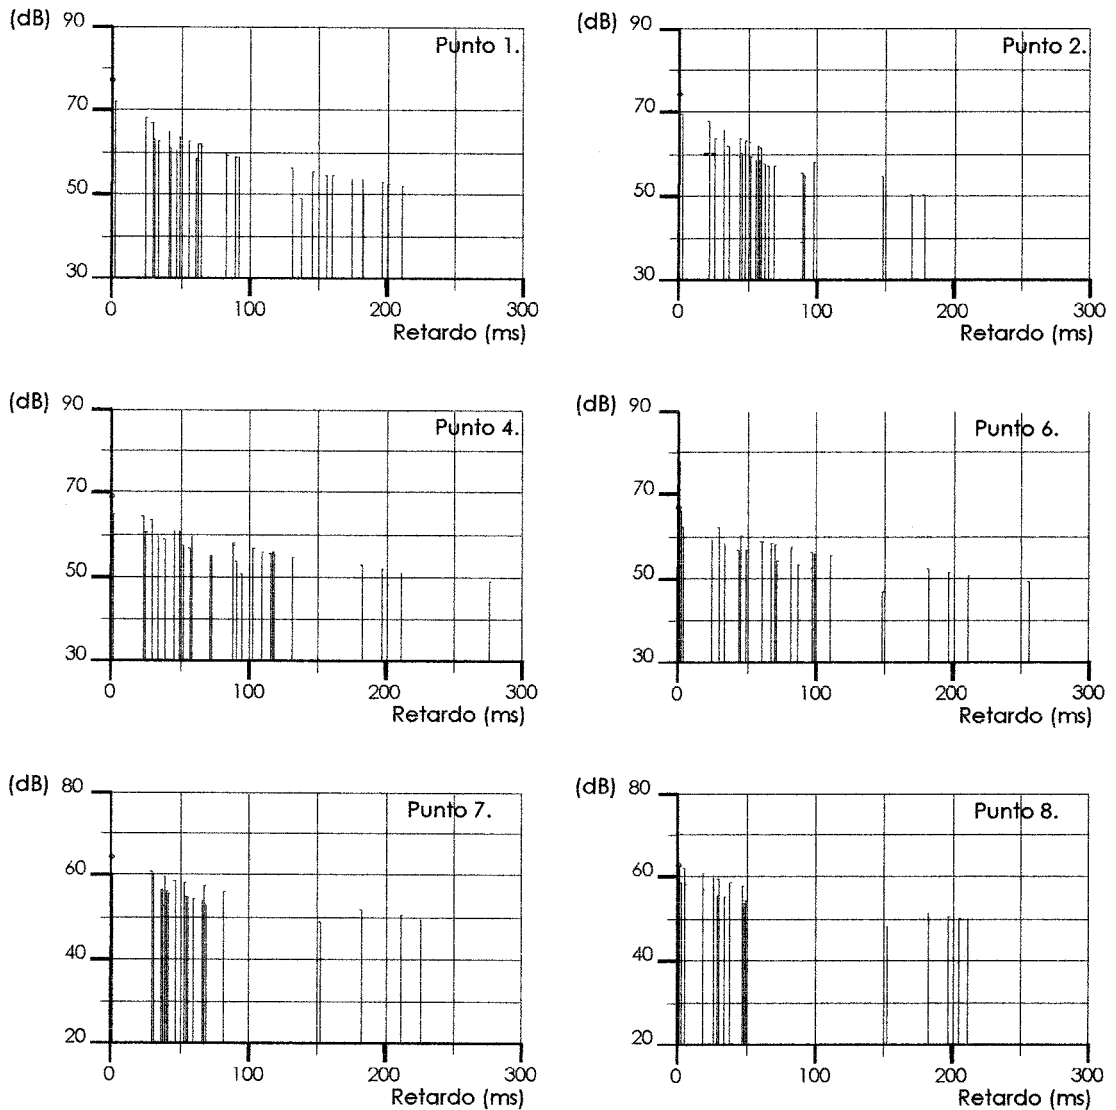 (dB) 90
Punto 1.
70
50
30
0 100 200 300
Retardo (ms)
(dB) 90
Punto 2.
70
50
30
0 100 200 300
Retardo (ms)
(dB) 90
Punto 4.
70
50
30
0 100 200 300
Retardo (ms)
(dB) 90
Punto 6.
70
50
30
0 100 200 300
Retardo (ms)
(dB) 80
Punto 7.
60
40
20
0 100 200 300
Retardo (ms)
(dB) 80
Punto 8.
60
40
20
0 100 200 300
Retardo (ms)